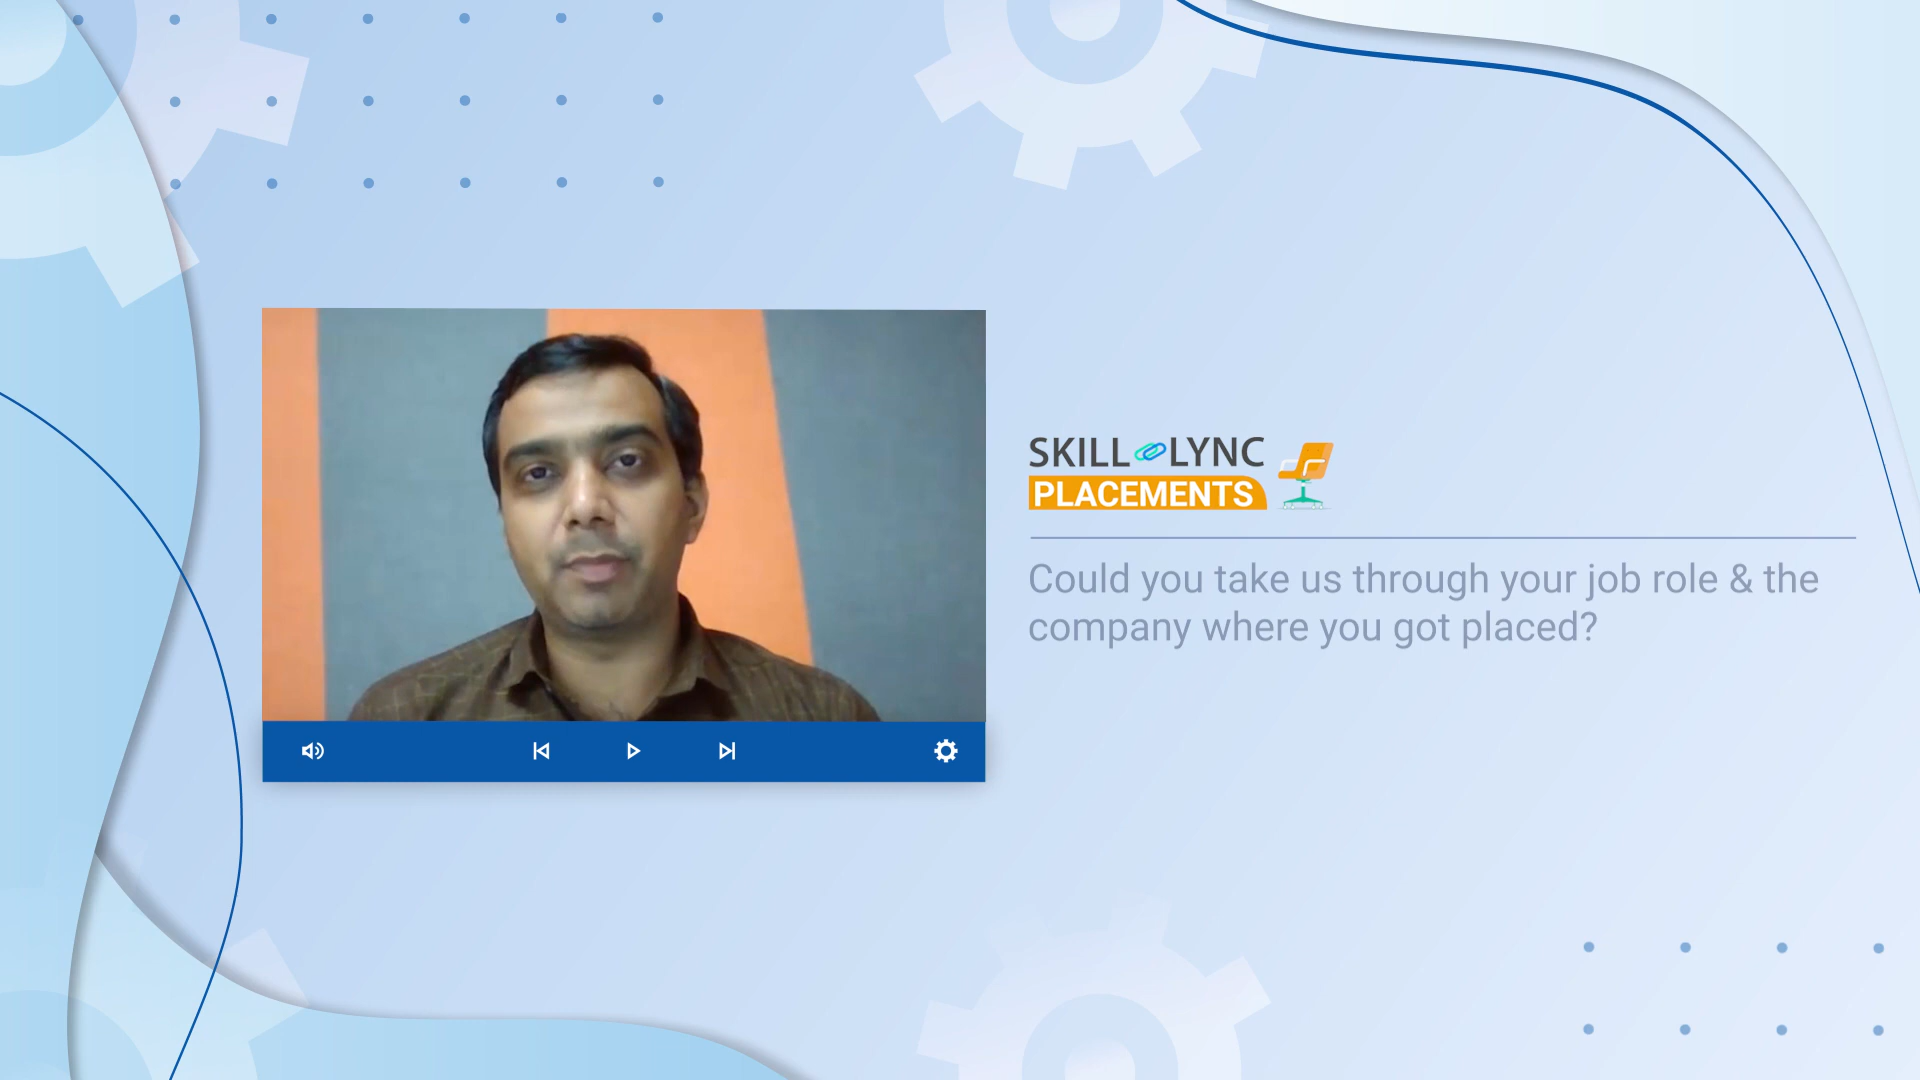 SKILL LYNC
PLACEMENTS
Could you take us through your job role & the
company where you got placed?